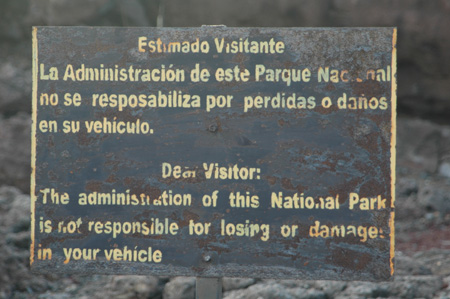 Estimado Visitante
La Administración de este Parque Nacional
no se resposabiliza por perdidas o daños
en su vehículo.
Dear Visitor:
The administration of this National Park
is not responsible for losing or damages
in your vehicle